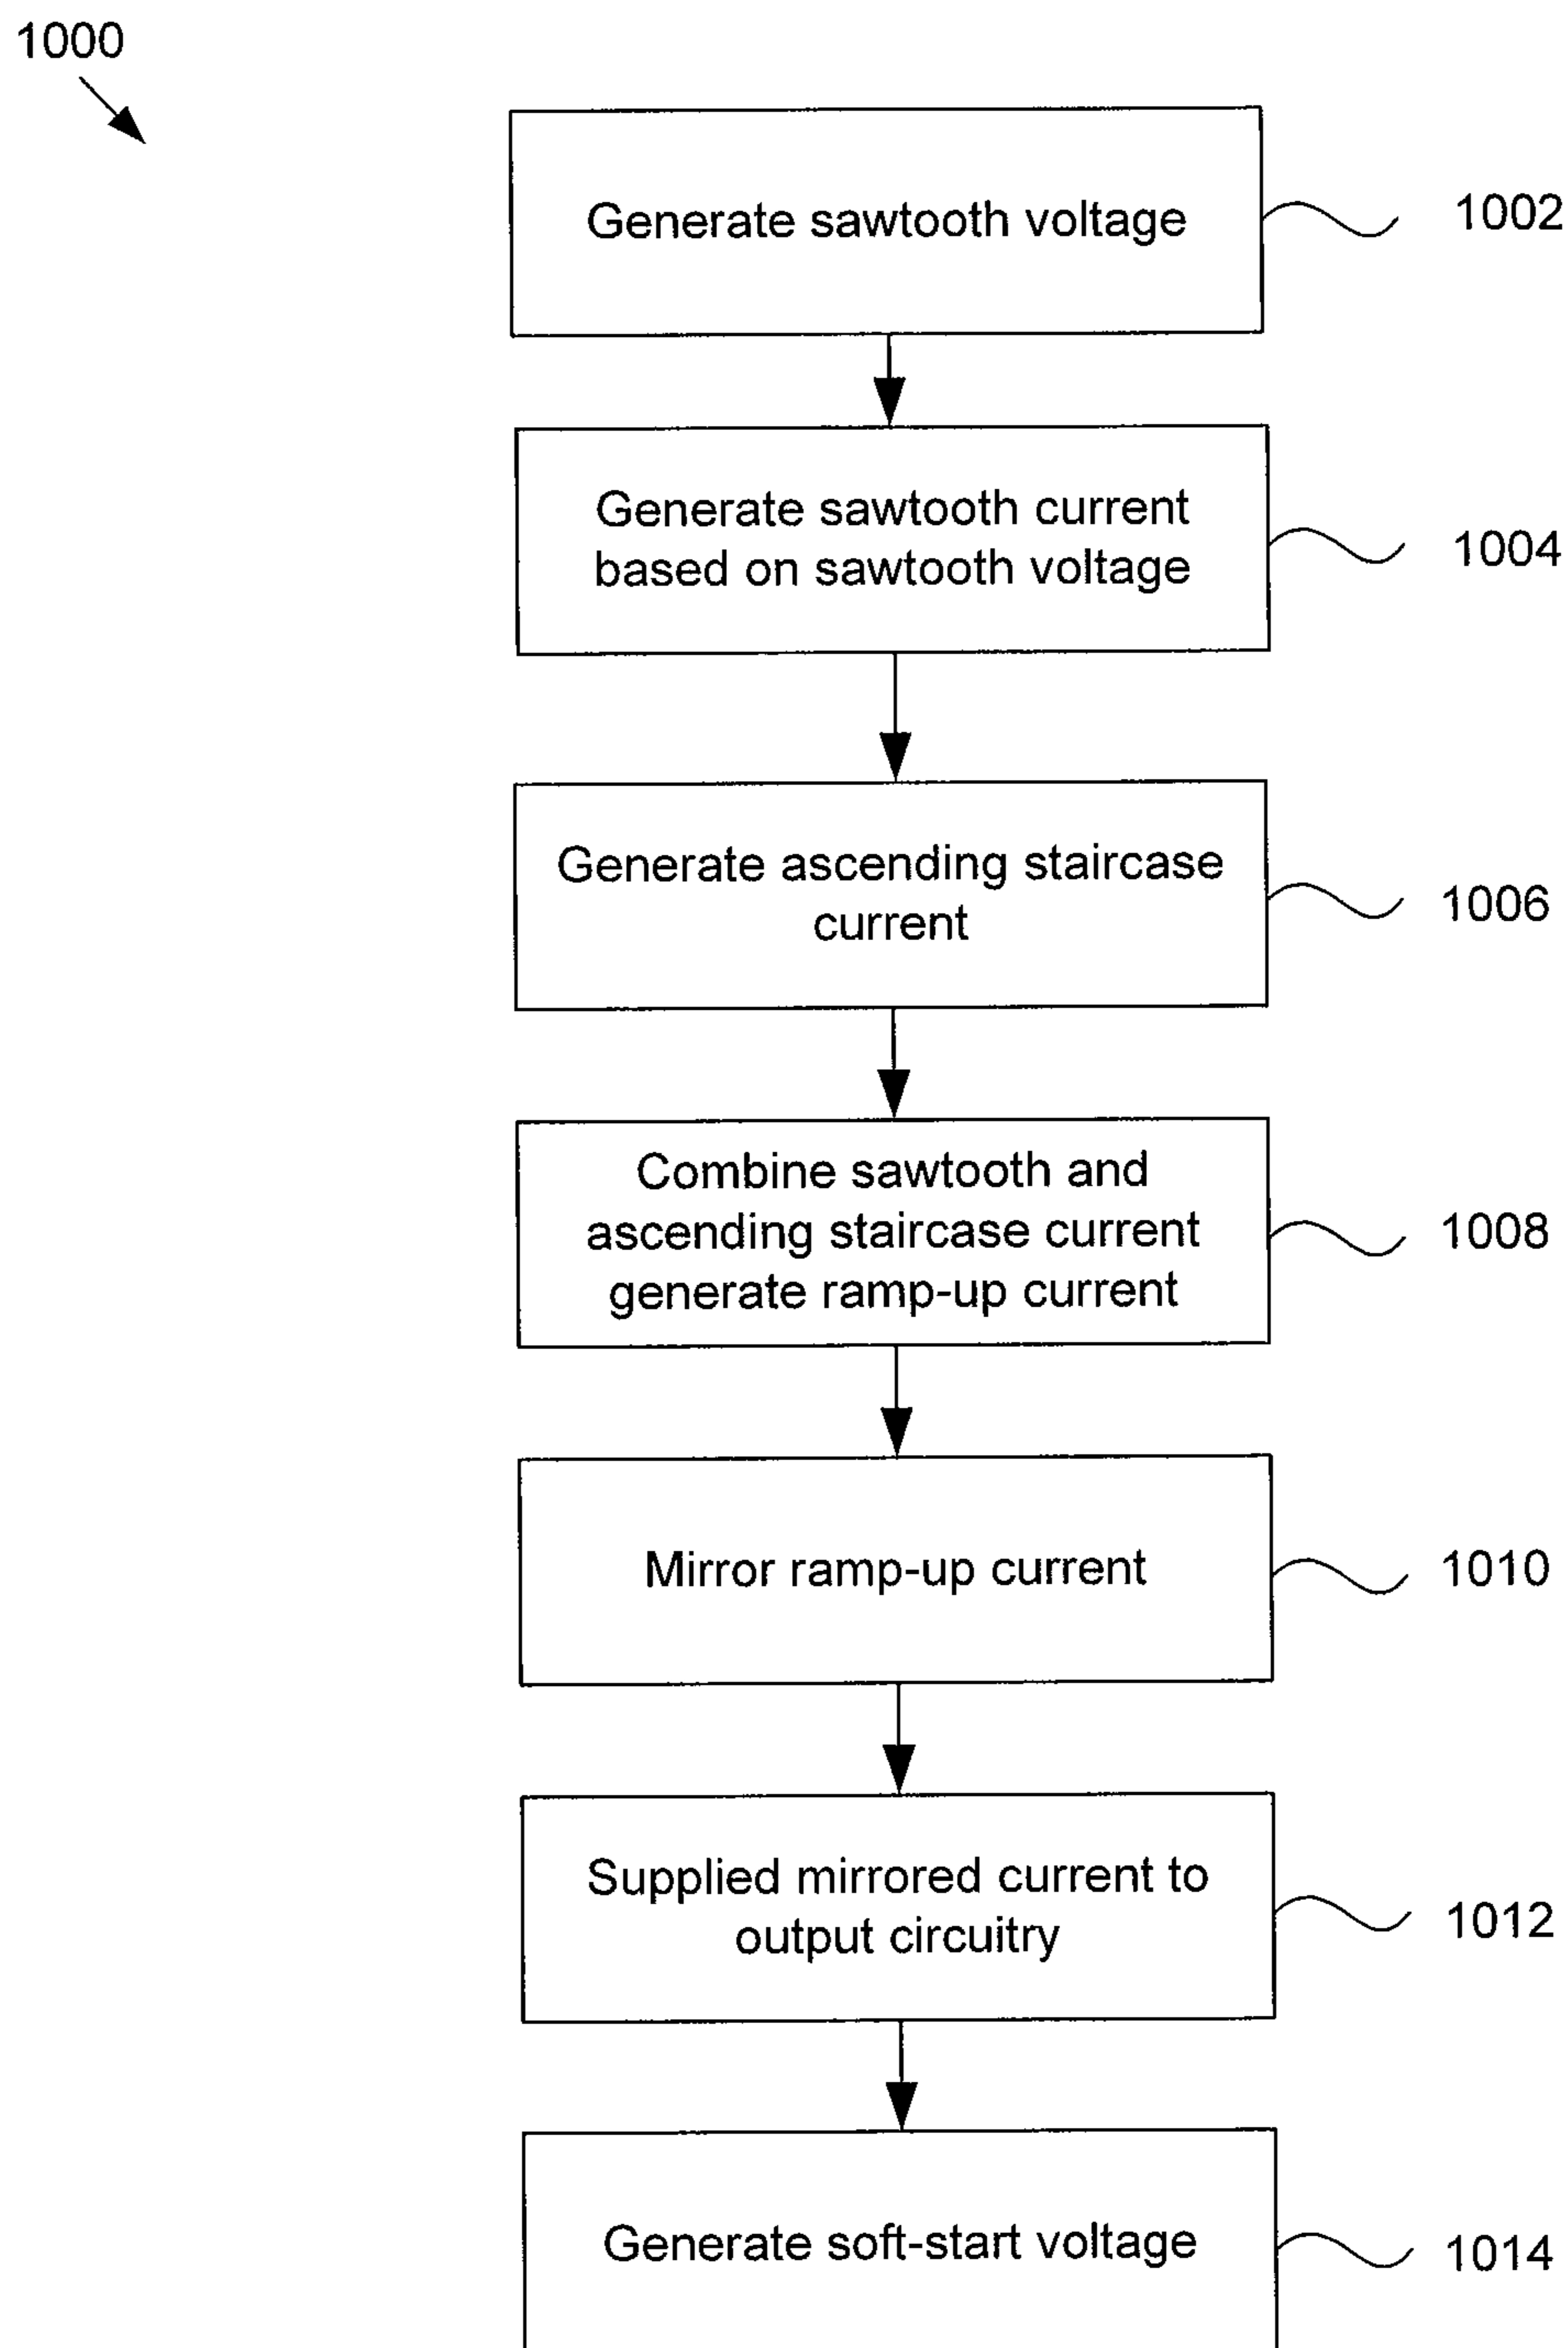 1000
Generate sawtooth voltage
1002
Generate sawtooth current
based on sawtooth voltage
1004
Generate ascending staircase
current
1006
Combine sawtooth and
ascending staircase current
generate ramp-up current
1008
Mirror ramp-up current
1010
Supplied mirrored current to
output circuitry
1012
Generate soft-start voltage
1014